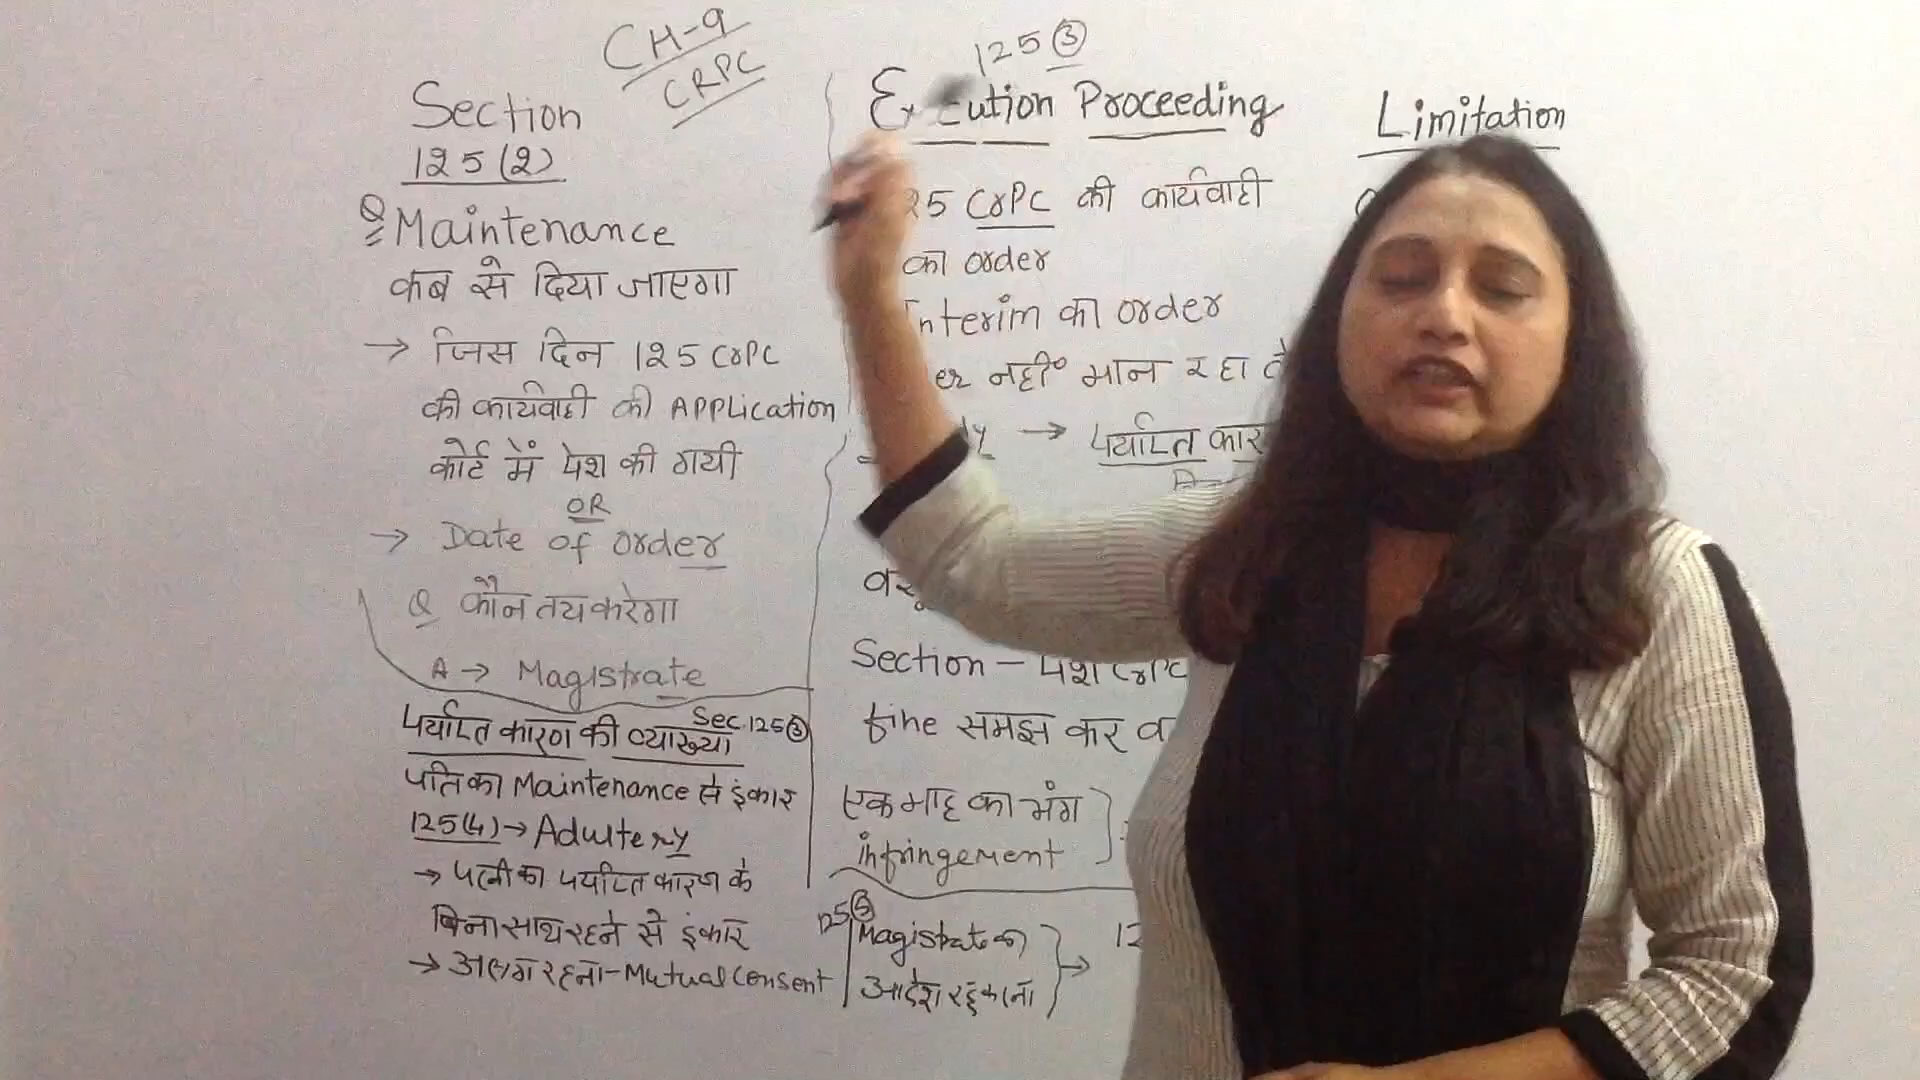 CH-9
CRPC
Section
125(2)
Q Maintenance
कब से दिया जाएगा
→ जिस दिन 125 CrPC
की कार्यवाही की APPLication
कोर्ट में पेश की गयी
OR
→ Date of order
Q कौन तय करेगा
A → Magistrate
पर्याप्त कारण की व्याख्या Sec.125(3)
पति का Maintenance से इंकार
125(4) → Adultery
→ पत्नी का पर्याप्त कारण के
बिना साथ रहने से इंकार
→ अलग रहना - Mutual Consent
125(3)
Execution Proceeding
25 CrPC की कार्यवाही
का order
Interim का order
नहीं मान रहा
→ पर्याप्त
Section -
fine समझ कर
एक माह का भंग
infringement
125(5) Magistrate का
आदेश रद्द करना →
Limitation